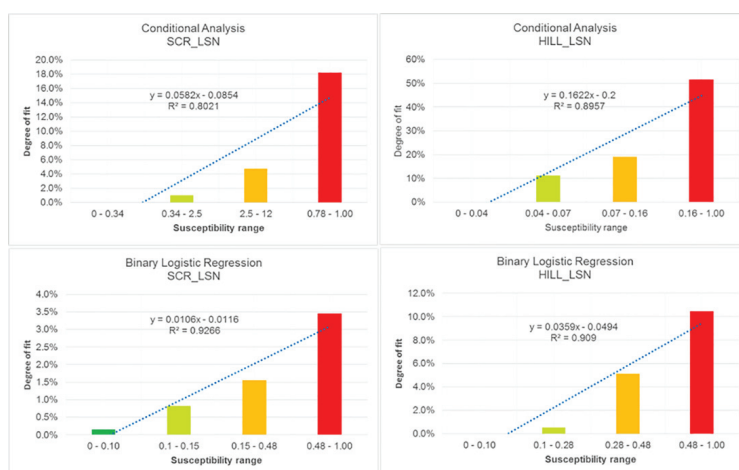 Conditional Analysis
SCR_LSN
20.0%
18.0%
16.0%
14.0%
12.0%
10.0%
8.0%
6.0%
4.0%
2.0%
0.0%
Degree of fit
y = 0.0582x - 0.0854
R² = 0.8021
0 - 0.34
0.34 - 2.5
2.5 - 12
0.78 - 1.00
Susceptibility range
Conditional Analysis
HILL_LSN
60%
50%
40%
30%
20%
10%
0%
Degree of fit
y = 0.1622x - 0.2
R² = 0.8957
0 - 0.04
0.04 - 0.07
0.07 - 0.16
0.16 - 1.00
Susceptibility range
Binary Logistic Regression
SCR_LSN
4.0%
3.5%
3.0%
2.5%
2.0%
1.5%
1.0%
0.5%
0.0%
Degree of fit
y = 0.0106x - 0.0116
R² = 0.9266
0 - 0.10
0.1 - 0.15
0.15 - 0.48
0.48 - 1.00
Susceptibility range
Binary Logistic Regression
HILL_LSN
12.0%
10.0%
8.0%
6.0%
4.0%
2.0%
0.0%
Degree of fit
y = 0.0359x - 0.0494
R² = 0.909
0 - 0.10
0.1 - 0.28
0.28 - 0.48
0.48 - 1.00
Susceptibility range